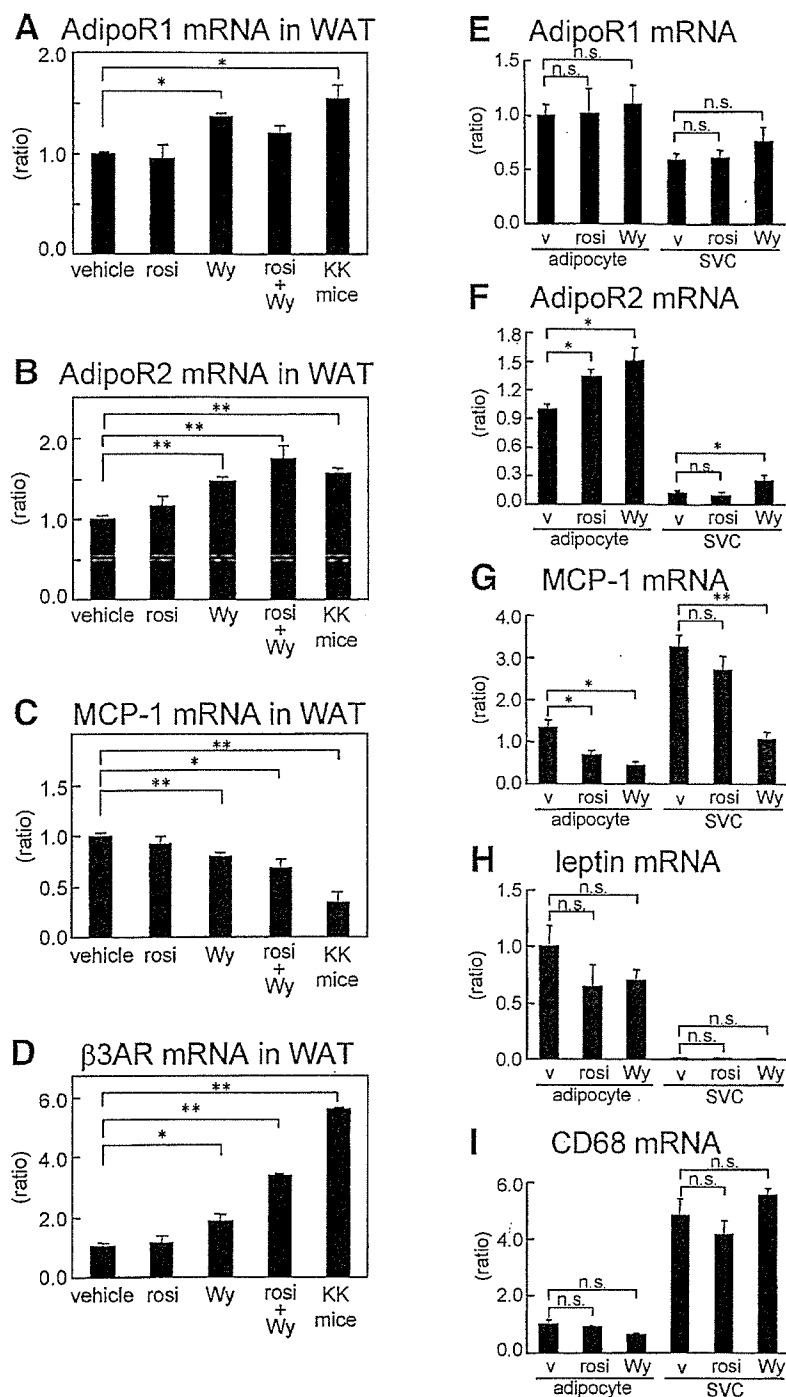 A AdipoR1 mRNA in WAT
2.0
*
*
1.0
0.0
(ratio)
vehicle rosi Wy rosi + Wy KK mice
B AdipoR2 mRNA in WAT
**
**
**
2.0
1.0
0.0
(ratio)
vehicle rosi Wy rosi + Wy KK mice
C MCP-1 mRNA in WAT
**
*
**
1.5
1.0
0.5
0.0
(ratio)
vehicle rosi Wy rosi + Wy KK mice
D β3AR mRNA in WAT
**
**
*
6.0
4.0
2.0
0.0
(ratio)
vehicle rosi Wy rosi + Wy KK mice
E AdipoR1 mRNA
1.5
n.s.
n.s.
n.s.
n.s.
1.0
0.5
0.0
(ratio)
v rosi Wy v rosi Wy
adipocyte SVC
F AdipoR2 mRNA
1.8
*
*
*
n.s.
1.5
1.2
0.9
0.6
0.3
0.0
(ratio)
v rosi Wy v rosi Wy
adipocyte SVC
G MCP-1 mRNA
4.0
**
n.s.
*
*
3.0
2.0
1.0
0.0
(ratio)
v rosi Wy v rosi Wy
adipocyte SVC
H leptin mRNA
1.5
n.s.
n.s.
n.s.
n.s.
1.0
0.5
0.0
(ratio)
v rosi Wy v rosi Wy
adipocyte SVC
I CD68 mRNA
n.s.
n.s.
n.s.
n.s.
6.0
4.0
2.0
0.0
(ratio)
v rosi Wy v rosi Wy
adipocyte SVC